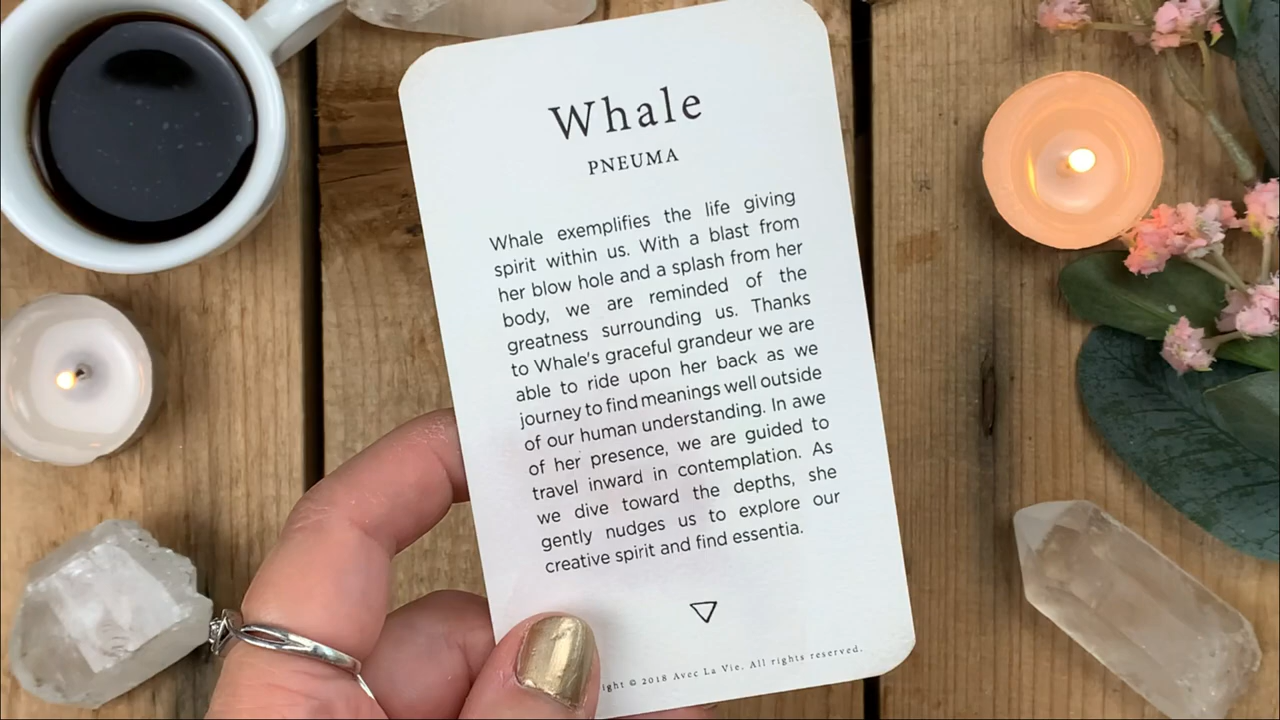 Whale
PNEUMA
Whale exemplifies the life giving
spirit within us. With a blast from
her blow hole and a splash from her
body, we are reminded of the
greatness surrounding us. Thanks
to Whale's graceful grandeur we are
able to ride upon her back as we
journey to find meanings well outside
of our human understanding. In awe
of her presence, we are guided to
travel inward in contemplation. As
we dive toward the depths, she
gently nudges us to explore our
creative spirit and find essentia.
© 2018 Avec La Vie. All rights reserved.